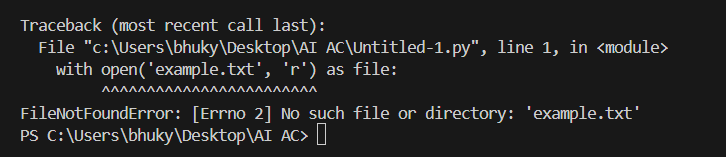 Traceback (most recent call last):
  File "c:\Users\bhuky\Desktop\AI AC\Untitled-1.py", line 1, in <module>
    with open('example.txt', 'r') as file:
         ^^^^^^^^^^^^^^^^^^^^^^^^
FileNotFoundError: [Errno 2] No such file or directory: 'example.txt'
PS C:\Users\bhuky\Desktop\AI AC>